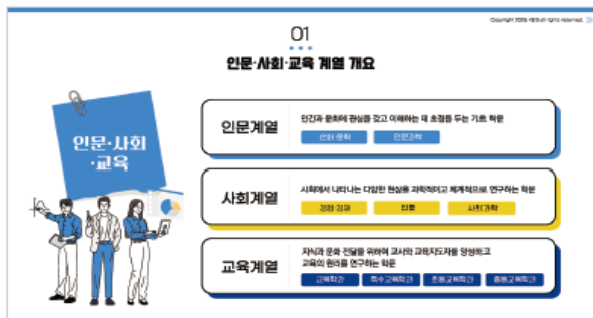 01
인문·사회·교육 계열 개요
인문·사회
·교육
인문계열
인간과 문화에 관심을 갖고 이해하는 데 초점을 두는 기초 학문
언어·문학
인문과학
사회계열
사회에서 나타나는 다양한 현상을 과학적이고 체계적으로 연구하는 학문
경영·경제
법률
사회과학
교육계열
지식과 문화 전달을 위하여 교사와 교육지도자를 양성하고
교육의 원리를 연구하는 학문
교육학과
특수교육학과
초등교육학과
중등교육학과